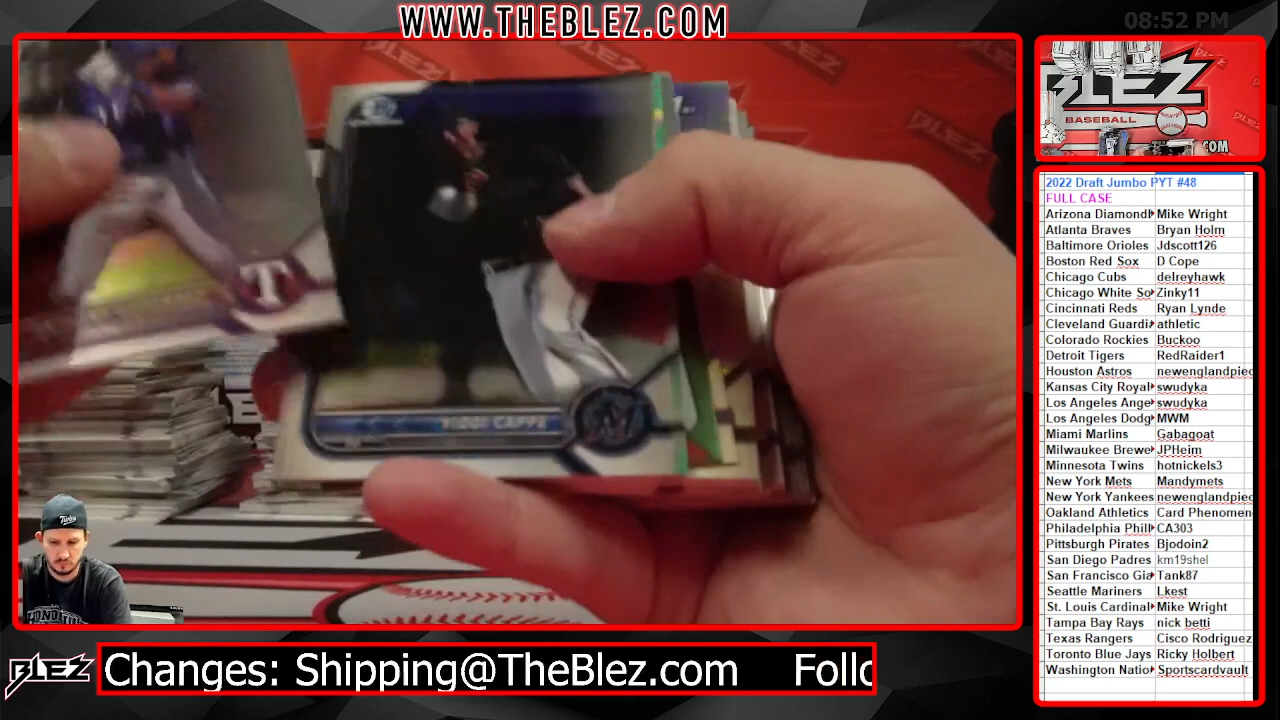 WWW.THEBLEZ.COM
08:52 PM
BLEZ
BASEBALL
COM
2022 Draft Jumbo PYT #48
FULL CASE
Arizona Diamondl Mike Wright
Atlanta Braves Bryan Holm
Baltimore Orioles Jdscott126
Boston Red Sox D Cope
Chicago Cubs delreyhawk
Chicago White So Zinky11
Cincinnati Reds Ryan Lynde
Cleveland Guardi athletic
Colorado Rockies Buckoo
Detroit Tigers RedRaider1
Houston Astros newenglandpiec
Kansas City Royal swudyka
Los Angeles Ange swudyka
Los Angeles Dodg MWM
Miami Marlins Gabagoat
Milwaukee Brewe JPHeim
Minnesota Twins hotnickels3
New York Mets Mandymets
New York Yankees newenglandpiec
Oakland Athletics Card Phenomen
Philadelphia Phill CA303
Pittsburgh Pirates Bjodoin2
San Diego Padres km19shel
San Francisco Gia Tank87
Seattle Mariners Lkest
St. Louis Cardinal Mike Wright
Tampa Bay Rays nick betti
Texas Rangers Cisco Rodriguez
Toronto Blue Jays Ricky Holbert
Washington Natio Sportscardvault
BLEZ
Changes: Shipping@TheBlez.com Follo